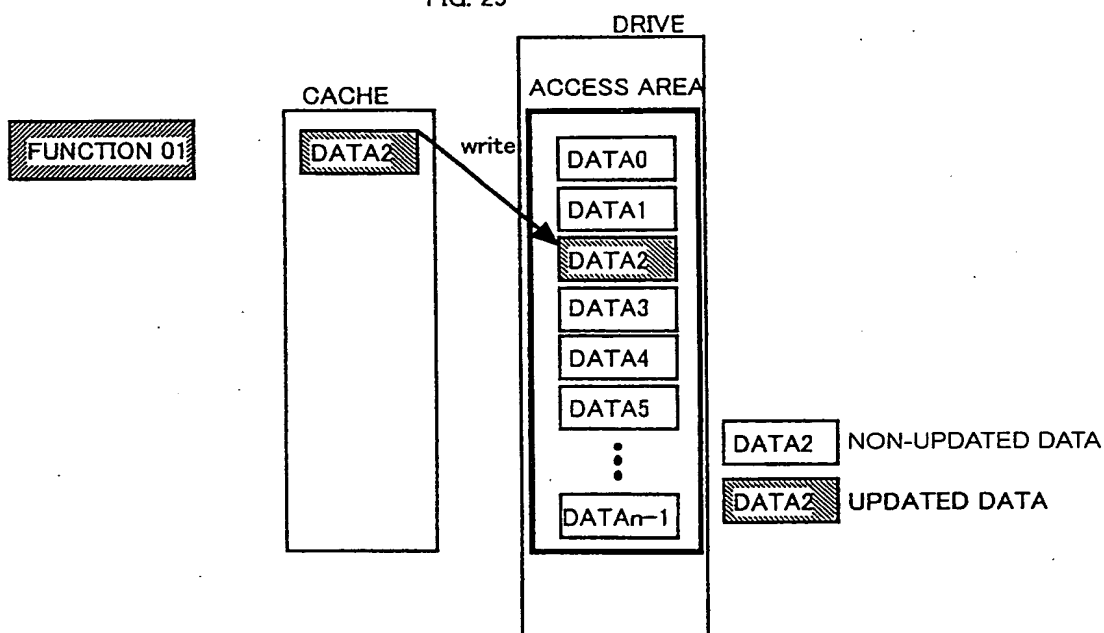 DRIVE
ACCESS AREA
CACHE
FUNCTION 01
DATA2
write
DATA0
DATA1
DATA2
DATA3
DATA4
DATA5
DATAn-1
DATA2 NON-UPDATED DATA
DATA2 UPDATED DATA